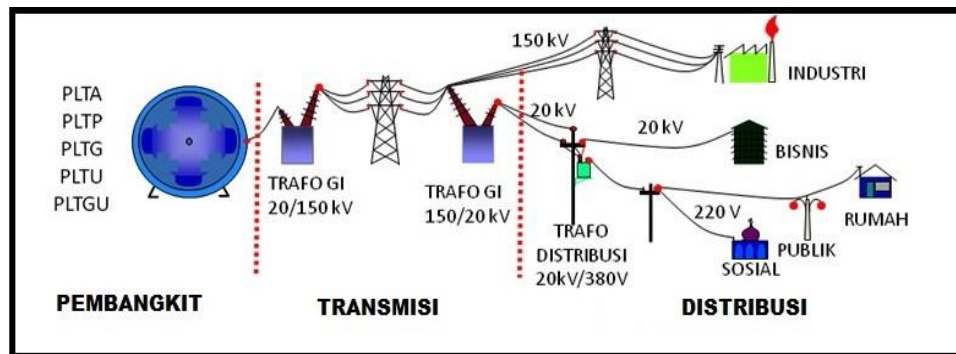 PLTA
PLTP
PLTG
PLTU
PLTGU
TRAFO GI
20/150 kV
TRAFO GI
150/20 kV
150 kV
INDUSTRI
20 kV
20 kV
BISNIS
TRAFO
DISTRIBUSI
20kV/380V
220 V
SOSIAL
PUBLIK
RUMAH
PEMBANGKIT
TRANSMISI
DISTRIBUSI